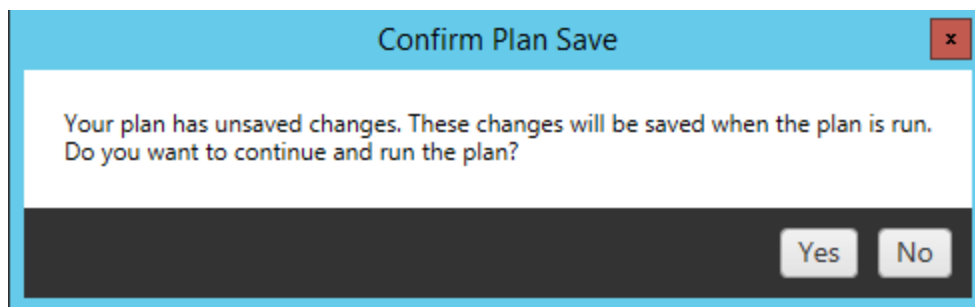 Confirm Plan Save
x
Your plan has unsaved changes. These changes will be saved when the plan is run.
Do you want to continue and run the plan?
Yes No